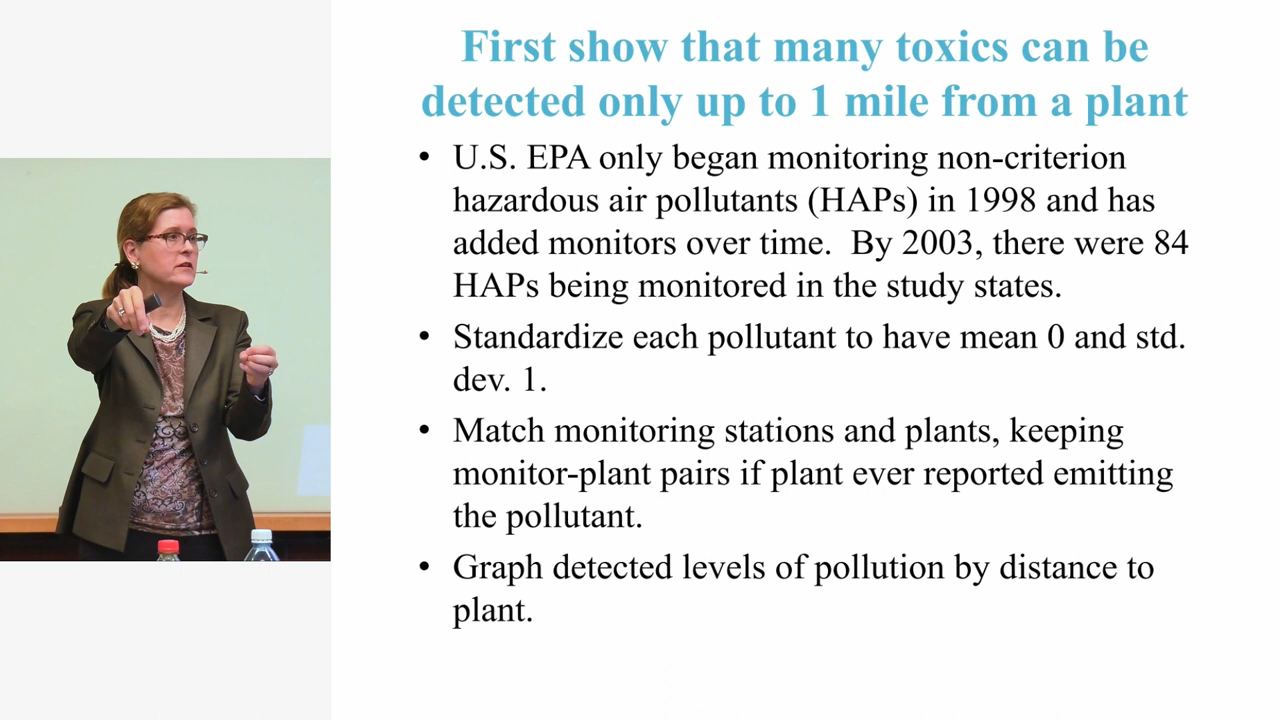 First show that many toxics can be
detected only up to 1 mile from a plant
• U.S. EPA only began monitoring non-criterion
hazardous air pollutants (HAPs) in 1998 and has
added monitors over time.  By 2003, there were 84
HAPs being monitored in the study states.
• Standardize each pollutant to have mean 0 and std.
dev. 1.
• Match monitoring stations and plants, keeping
monitor-plant pairs if plant ever reported emitting
the pollutant.
• Graph detected levels of pollution by distance to
plant.